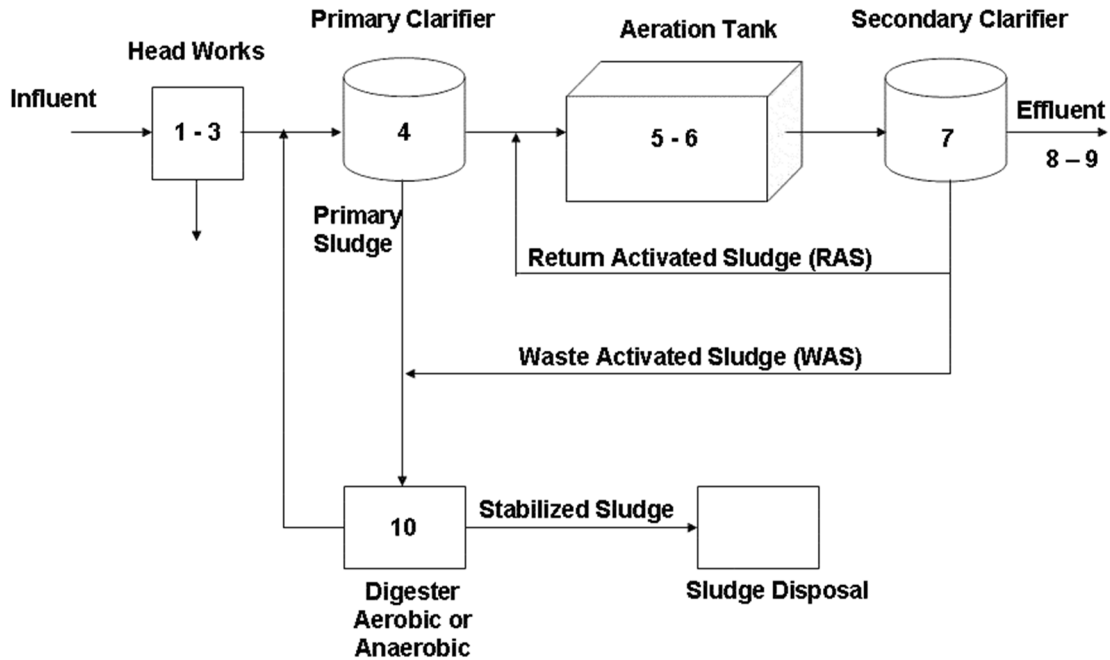 Primary Clarifier
Aeration Tank
Secondary Clarifier
Head Works
Influent
1 - 3
4
5 - 6
7
Effluent
8 – 9
Primary
Sludge
Return Activated Sludge (RAS)
Waste Activated Sludge (WAS)
10
Stabilized Sludge
Digester
Aerobic or
Anaerobic
Sludge Disposal